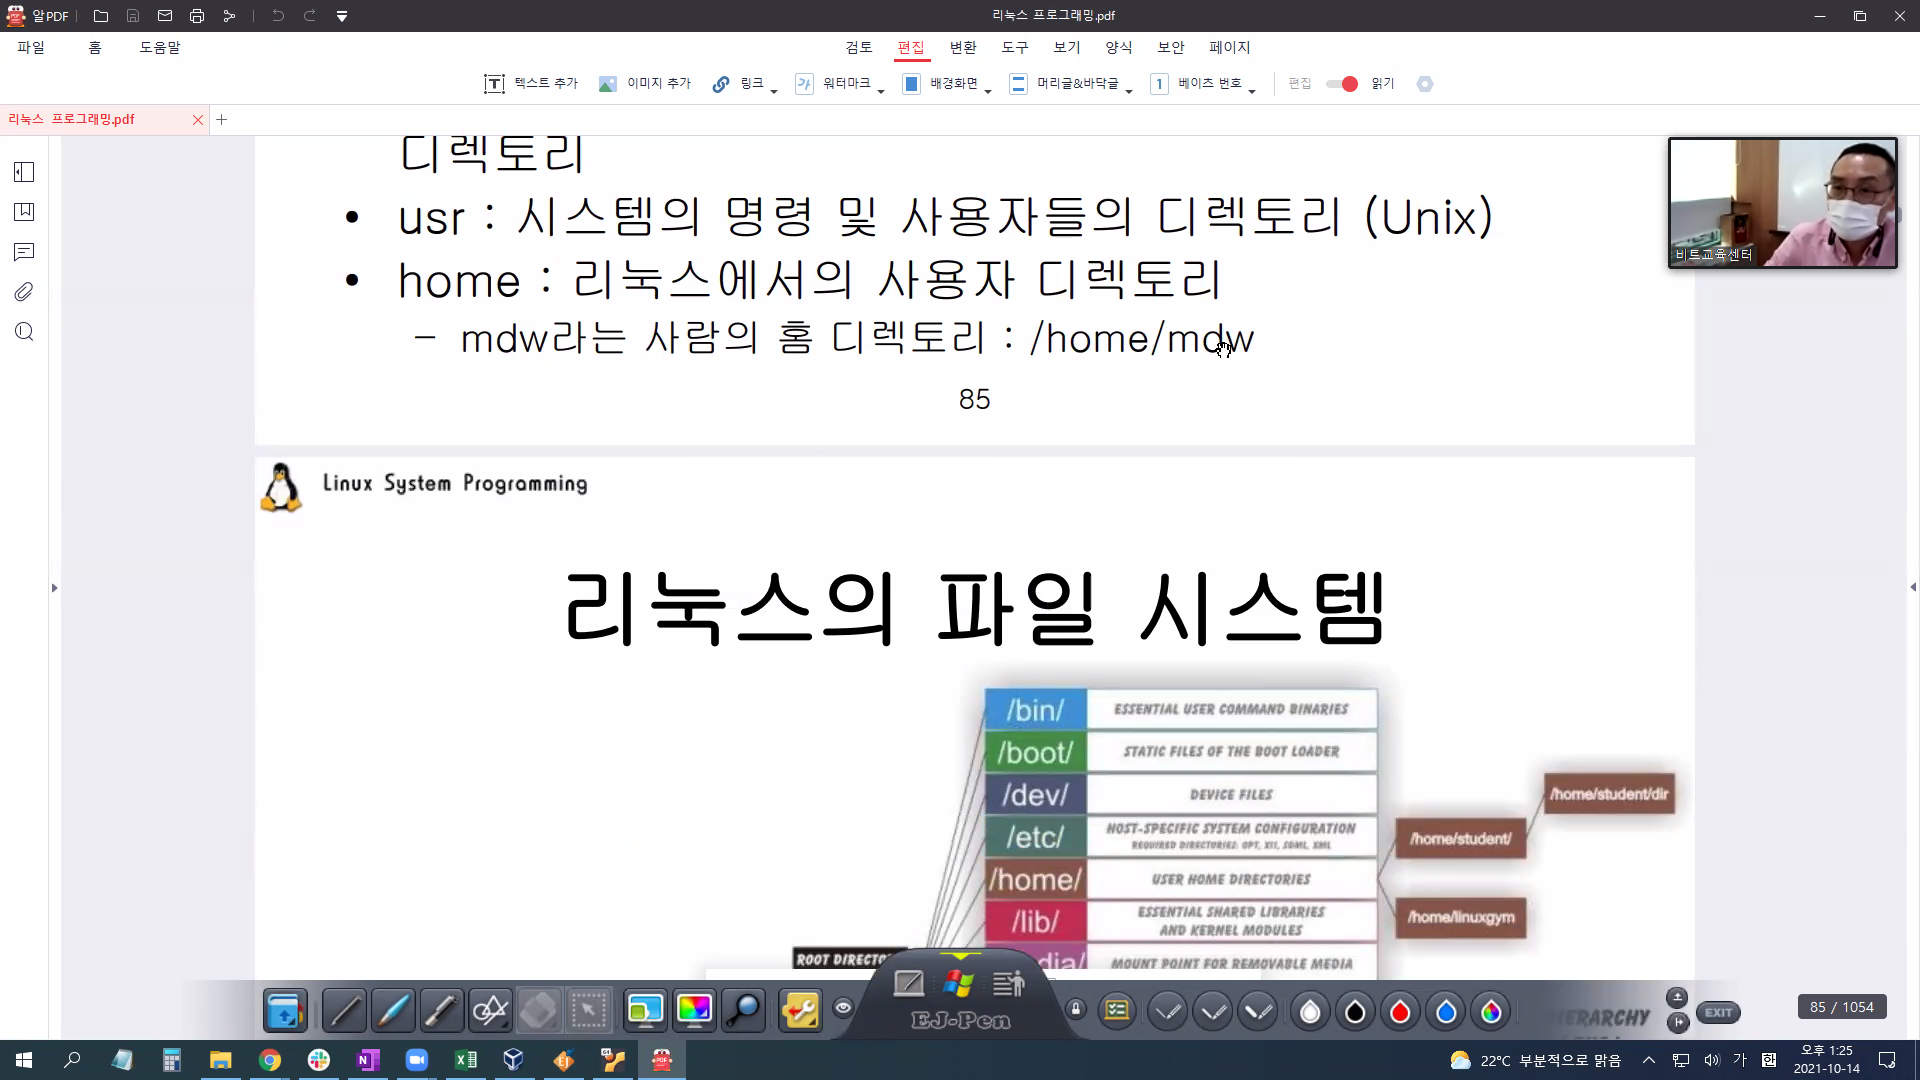 알PDF
리눅스 프로그래밍.pdf
파일 홈 도움말 검토 편집 변환 도구 보기 양식 보안 페이지
텍스트 추가 이미지 추가 링크 워터마크 배경화면 머리글&바닥글 베이츠 번호 편집 읽기
리눅스 프로그래밍.pdf
디렉토리
• usr : 시스템의 명령 및 사용자들의 디렉토리 (Unix)
• home : 리눅스에서의 사용자 디렉토리
– mdw라는 사람의 홈 디렉토리 : /home/mdw
85
비트교육센터
Linux System Programming
리눅스의 파일 시스템
/bin/ ESSENTIAL USER COMMAND BINARIES
/boot/ STATIC FILES OF THE BOOT LOADER
/dev/ DEVICE FILES
/etc/ HOST-SPECIFIC SYSTEM CONFIGURATION
REQUIRED DIRECTORIES: OPT, X11, SGML, XML
/home/ USER HOME DIRECTORIES
/lib/ ESSENTIAL SHARED LIBRARIES
AND KERNEL MODULES
dia/ MOUNT POINT FOR REMOVABLE MEDIA
/home/student/dir
/home/student/
/home/linuxgym
ROOT DIRECTO
EJ-Pen
ERARCHY
EXIT
85 / 1054
22°C 부분적으로 맑음
가
오후 1:25
2021-10-14